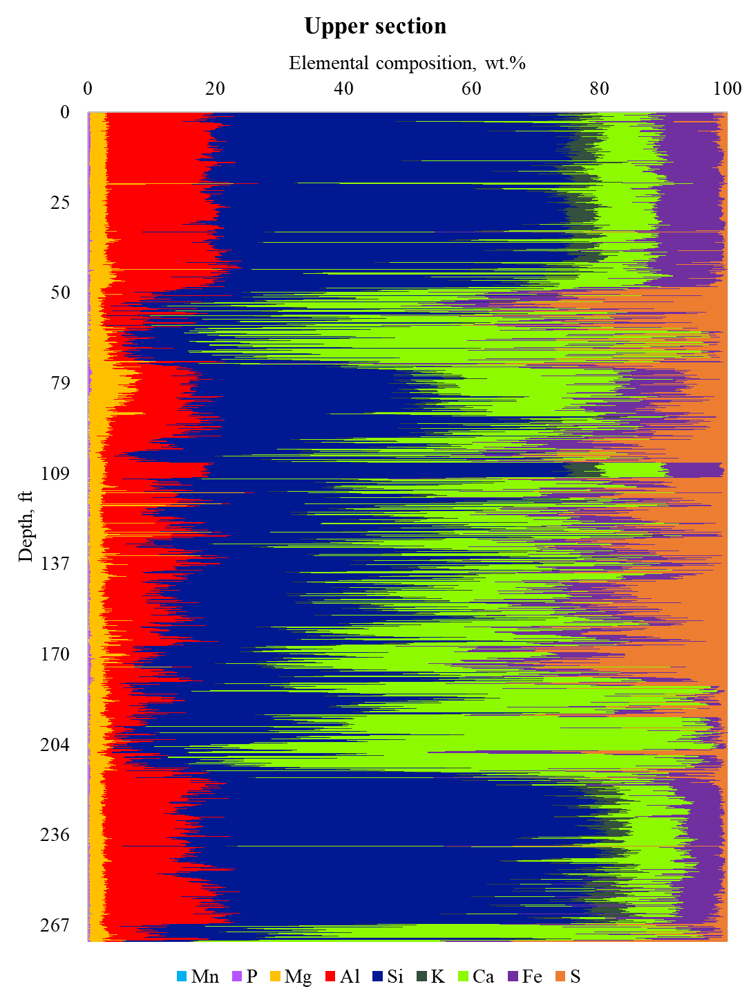 Upper section
Elemental composition, wt.%
0 20 40 60 80 100
0
25
50
79
109
137
170
204
236
267
Depth, ft
Mn P Mg Al Si K Ca Fe S